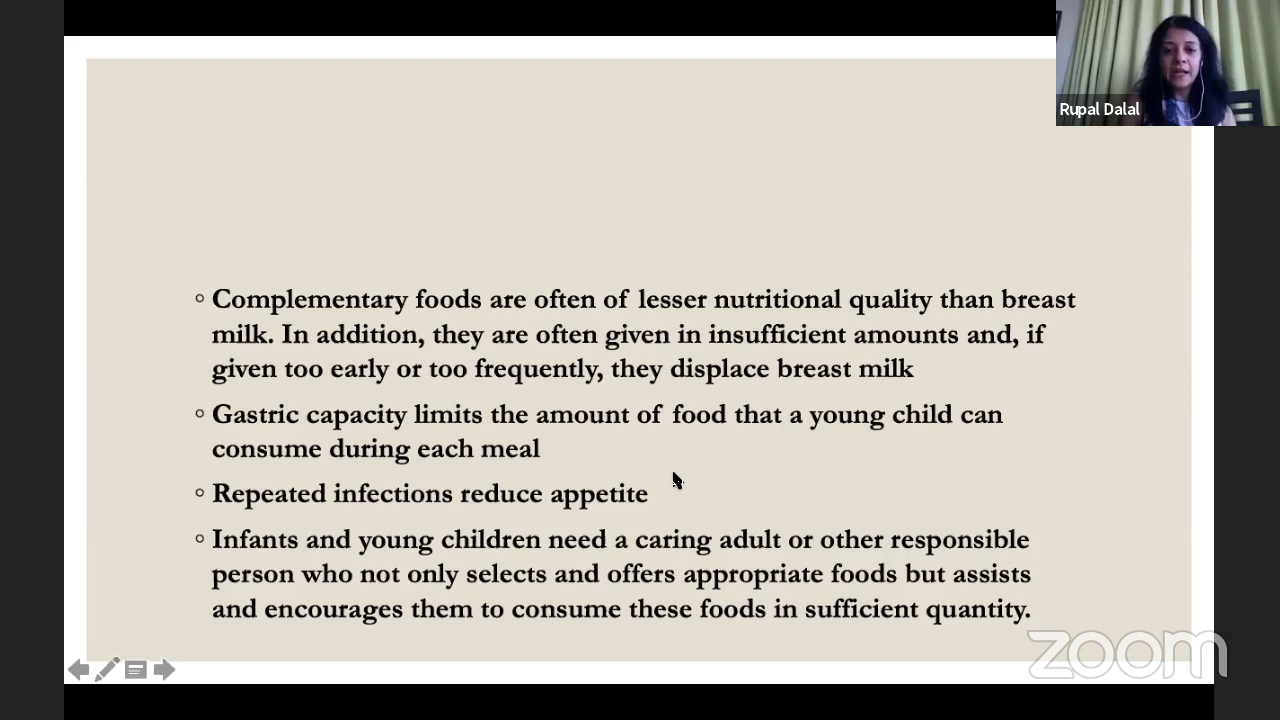 Rupal Dalal
◦ Complementary foods are often of lesser nutritional quality than breast
milk. In addition, they are often given in insufficient amounts and, if
given too early or too frequently, they displace breast milk
◦ Gastric capacity limits the amount of food that a young child can
consume during each meal
◦ Repeated infections reduce appetite
◦ Infants and young children need a caring adult or other responsible
person who not only selects and offers appropriate foods but assists
and encourages them to consume these foods in sufficient quantity.
zoom